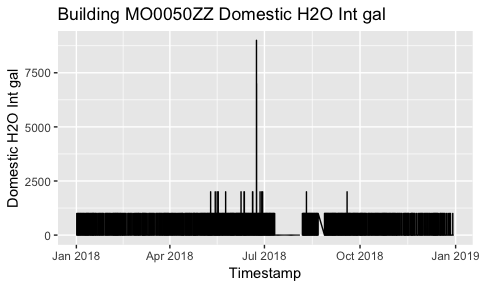 Building MO0050ZZ Domestic H2O Int gal
Domestic H2O Int gal
7500
5000
2500
0
Jan 2018
Apr 2018
Jul 2018
Oct 2018
Jan 2019
Timestamp